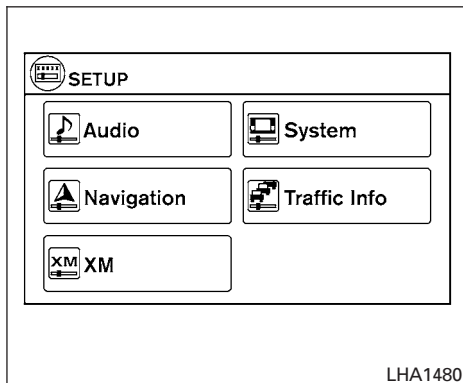 SETUP
Audio
System
Navigation
Traffic Info
XM XM
LHA1480